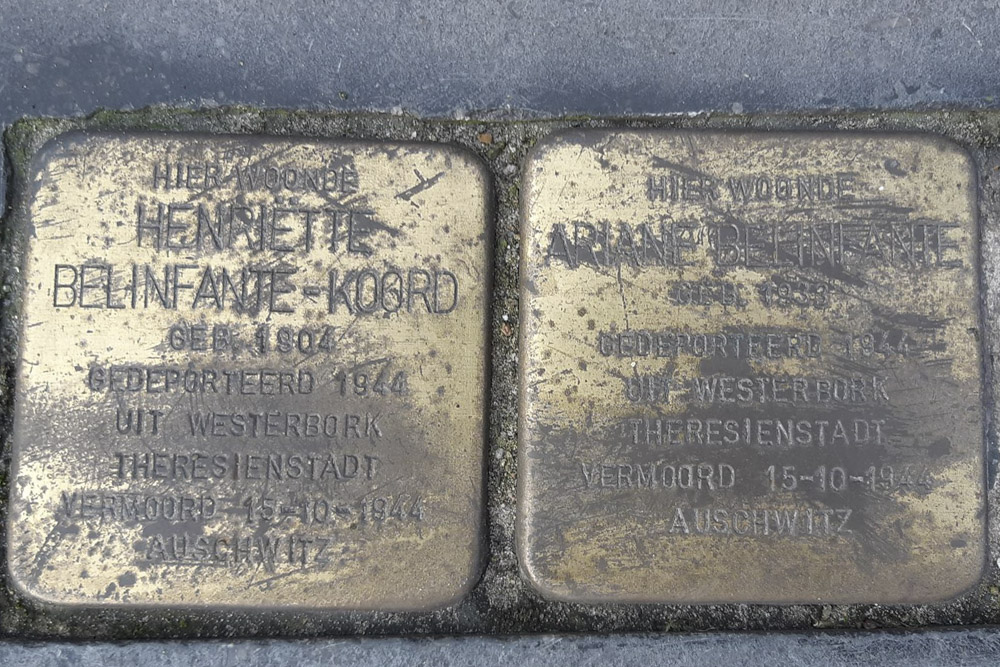 HIER WOONDE
HENRIËTTE
BELINFANTE-KOORD
GEB. 1904
GEDEPORTEERD 1944
UIT WESTERBORK
THERESIENSTADT
VERMOORD 15-10-1944
AUSCHWITZ
HIER WOONDE
ARIANE BELINFANTE
GEB. 1933
GEDEPORTEERD 1944
UIT WESTERBORK
THERESIENSTADT
VERMOORD 15-10-1944
AUSCHWITZ